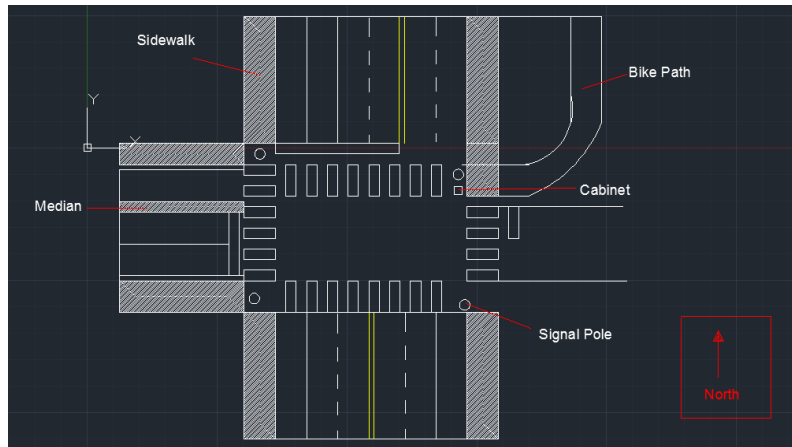 Sidewalk
Bike Path
Y
X
Cabinet
Median
Signal Pole
North